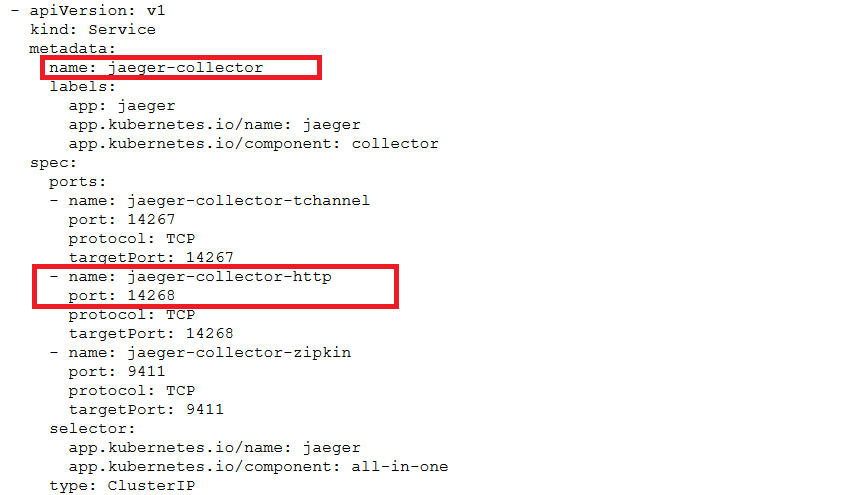 - apiVersion: v1
kind: Service
metadata:
name: jaeger-collector
labels:
app: jaeger
app.kubernetes.io/name: jaeger
app.kubernetes.io/component: collector
spec:
ports:
- name: jaeger-collector-tchannel
port: 14267
protocol: TCP
targetPort: 14267
- name: jaeger-collector-http
port: 14268
protocol: TCP
targetPort: 14268
- name: jaeger-collector-zipkin
port: 9411
protocol: TCP
targetPort: 9411
selector:
app.kubernetes.io/name: jaeger
app.kubernetes.io/component: all-in-one
type: ClusterIP